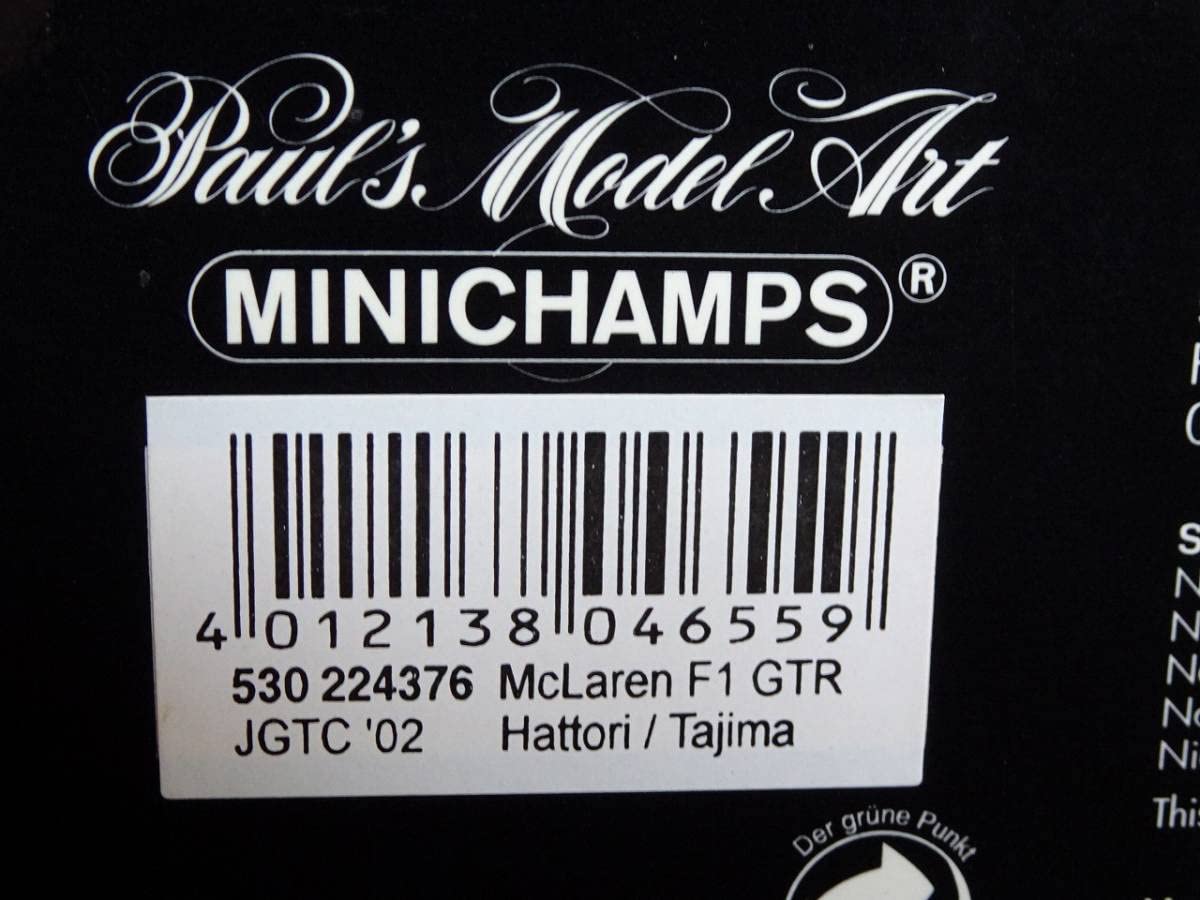 Paul's Model Art
MINICHAMPS®
4 012138 046559
530 224376 McLaren F1 GTR
JGTC '02 Hattori / Tajima
Der grüne Punkt